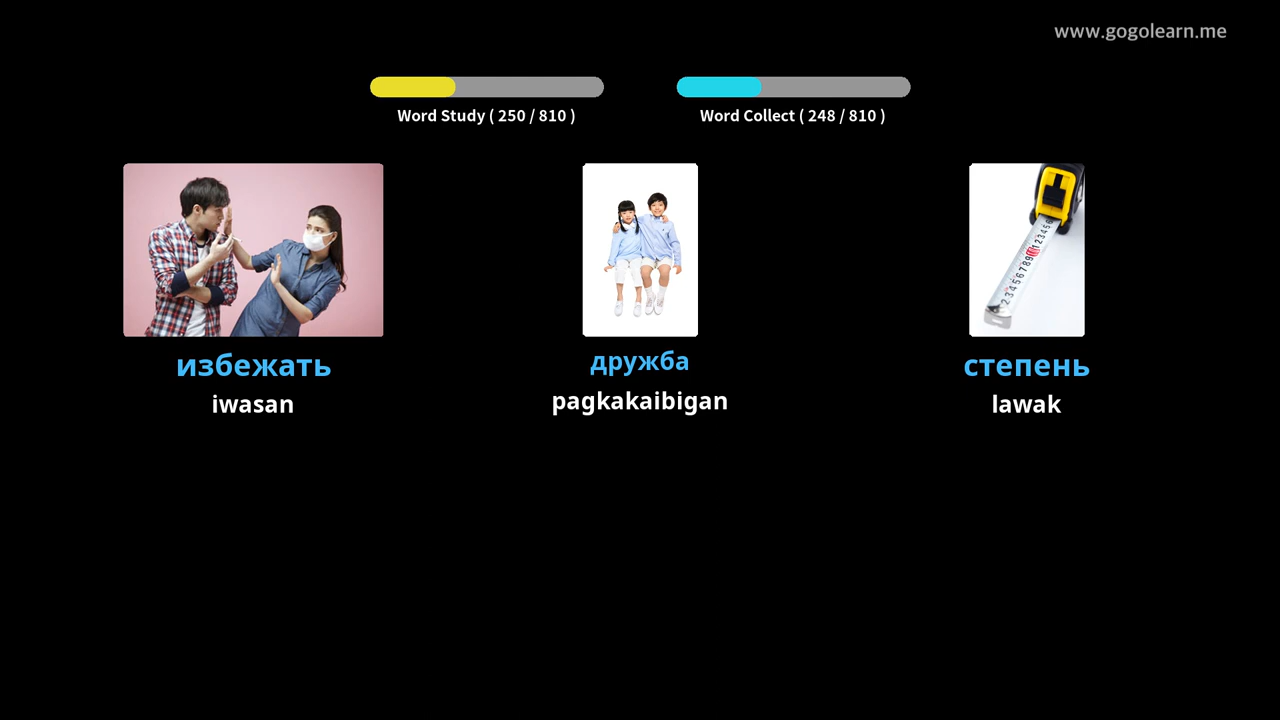 www.gogolearn.me
Word Study ( 250 / 810 )
Word Collect ( 248 / 810 )
избежать
iwasan
дружба
pagkakaibigan
степень
lawak